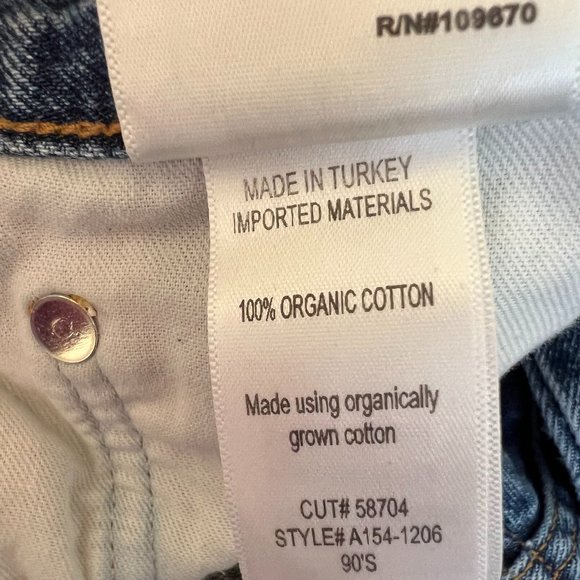 R/N#109670
MADE IN TURKEY
IMPORTED MATERIALS
100% ORGANIC COTTON
Made using organically
grown cotton
CUT# 58704
STYLE# A154-1206
90'S